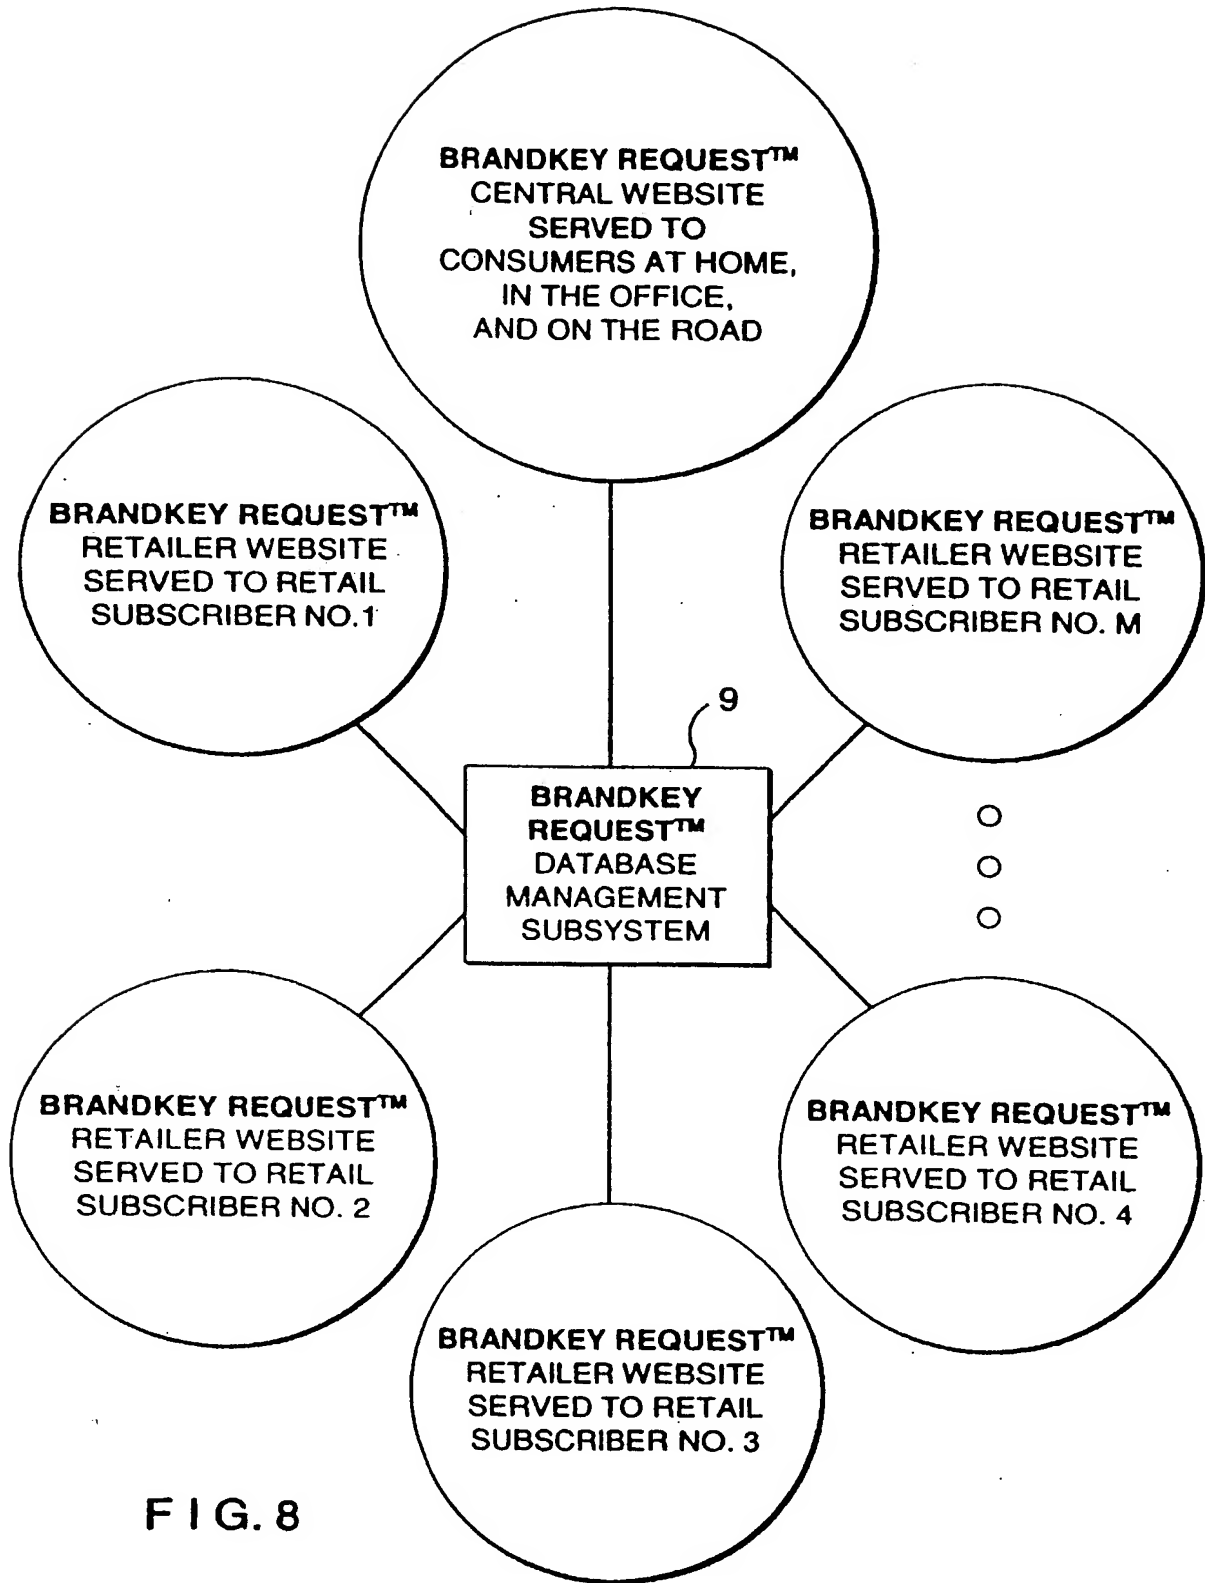 BRANDKEY REQUEST™
CENTRAL WEBSITE
SERVED TO
CONSUMERS AT HOME,
IN THE OFFICE,
AND ON THE ROAD
BRANDKEY REQUEST™
RETAILER WEBSITE
SERVED TO RETAIL
SUBSCRIBER NO.1
BRANDKEY REQUEST™
RETAILER WEBSITE
SERVED TO RETAIL
SUBSCRIBER NO. M
9
BRANDKEY
REQUEST™
DATABASE
MANAGEMENT
SUBSYSTEM
BRANDKEY REQUEST™
RETAILER WEBSITE
SERVED TO RETAIL
SUBSCRIBER NO. 2
BRANDKEY REQUEST™
RETAILER WEBSITE
SERVED TO RETAIL
SUBSCRIBER NO. 4
BRANDKEY REQUEST™
RETAILER WEBSITE
SERVED TO RETAIL
SUBSCRIBER NO. 3
FIG. 8